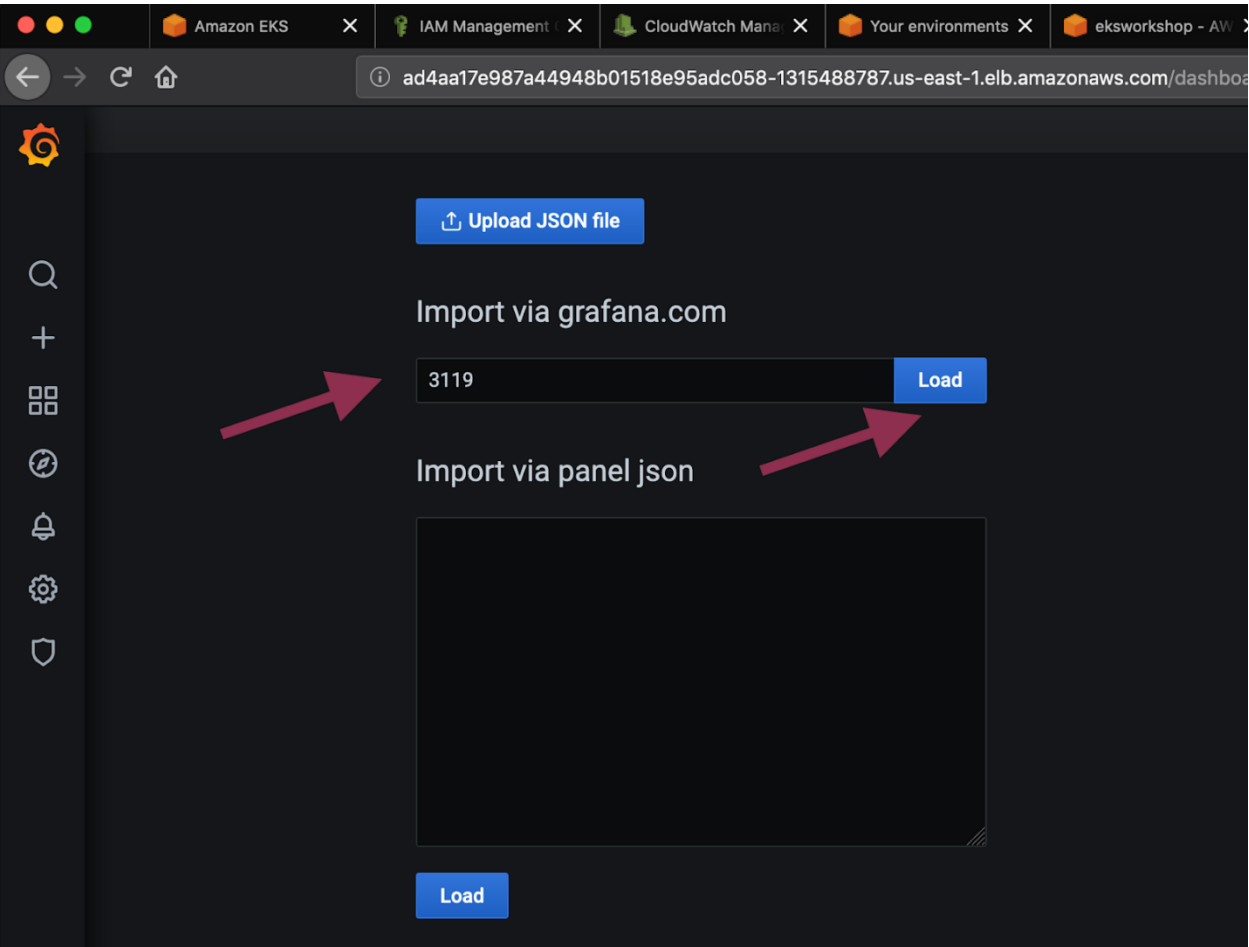 Amazon EKS
IAM Management
CloudWatch Mana
Your environments
eksworkshop - AW
ad4aa17e987a44948b01518e95adc058-1315488787.us-east-1.elb.amazonaws.com/dashboa
Upload JSON file
Import via grafana.com
3119
Load
Import via panel json
Load